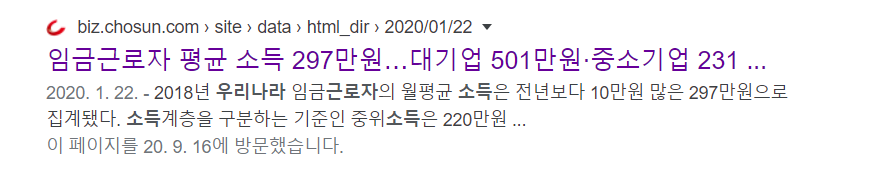 biz.chosun.com › site › data › html_dir › 2020/01/22
임금근로자 평균 소득 297만원…대기업 501만원·중소기업 231 ...
2020. 1. 22. - 2018년 우리나라 임금근로자의 월평균 소득은 전년보다 10만원 많은 297만원으로
집계됐다. 소득계층을 구분하는 기준인 중위소득은 220만원 ...
이 페이지를 20. 9. 16에 방문했습니다.